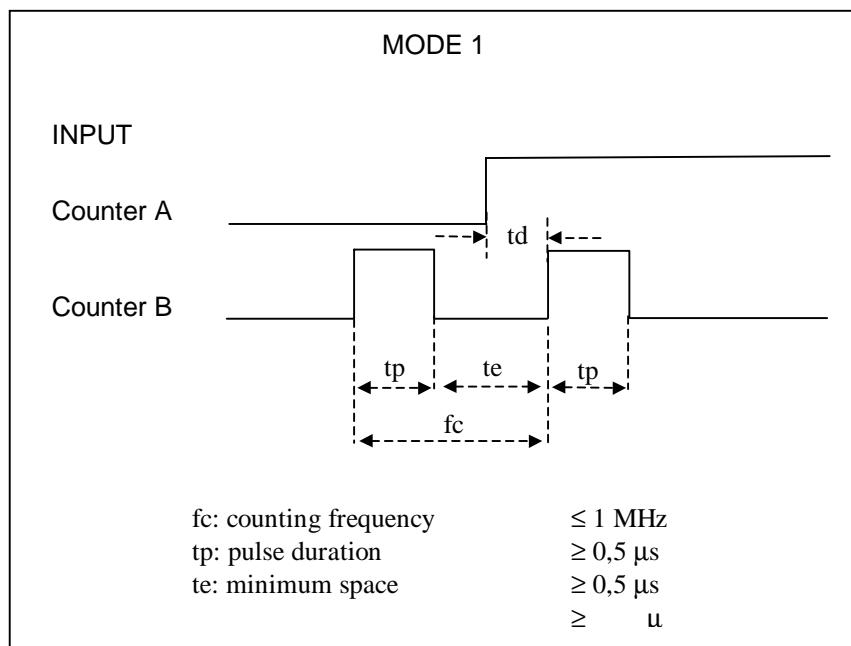 MODE 1
INPUT
Counter A
td
Counter B
tp te tp
fc
fc: counting frequency ≤ 1 MHz
tp: pulse duration ≥ 0,5 μs
te: minimum space ≥ 0,5 μs
≥ μ